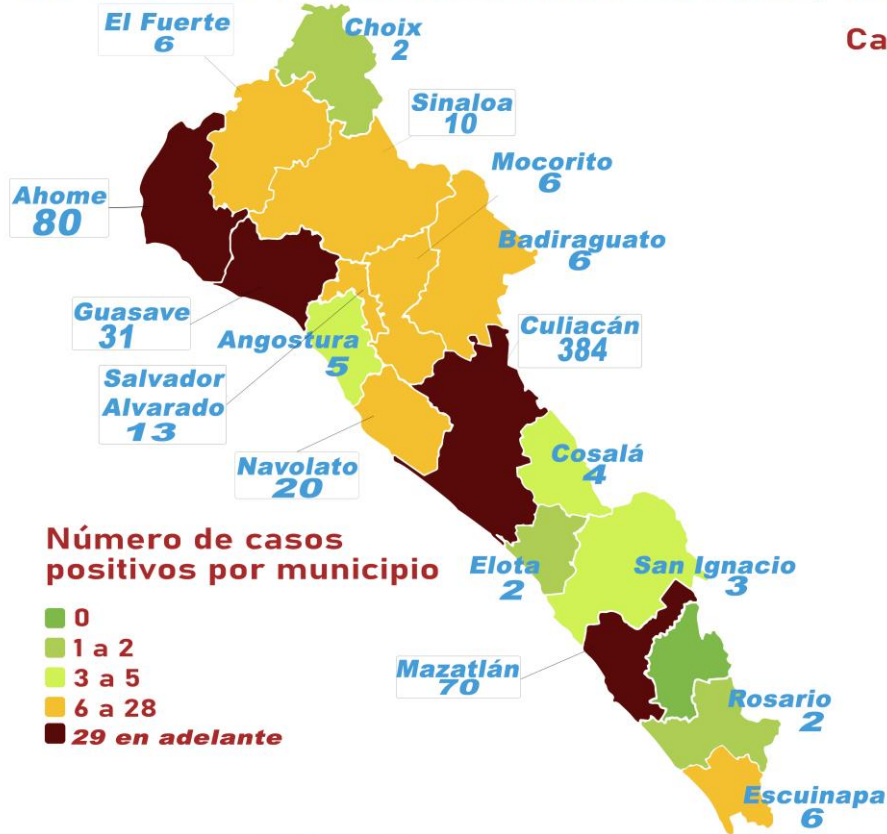 El Fuerte
6
Choix
2
Ca
Sinaloa
10
Mocorito
6
Ahome
80
Badiraguato
6
Guasave
31
Angostura
5
Culiacán
384
Salvador
Alvarado
13
Navolato
20
Cosalá
4
Número de casos
positivos por municipio
Elota
2
San Ignacio
3
0
1 a 2
3 a 5
6 a 28
29 en adelante
Mazatlán
70
Rosario
2
Escuinapa
6